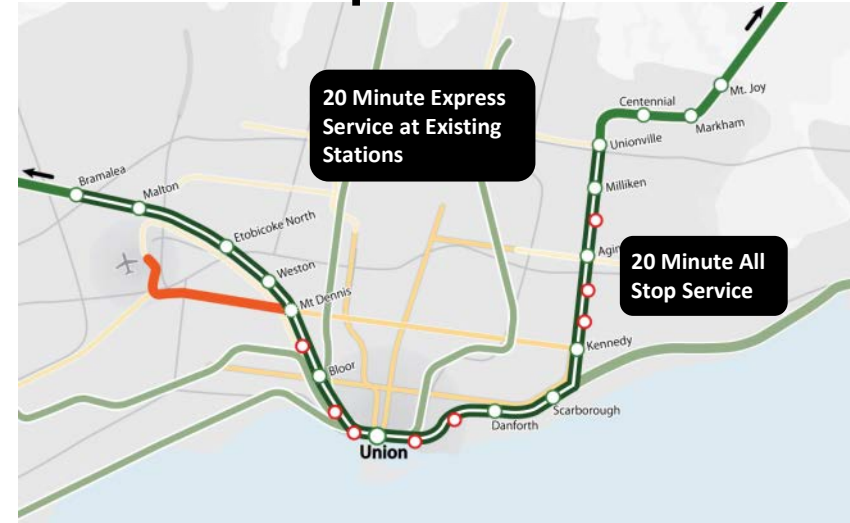 20 Minute Express
Service at Existing
Stations
Centennial
Mt. Joy
Markham
Unionville
Milliken
Bramalea
Malton
Etobicoke North
Weston
Mt Dennis
20 Minute All
Stop Service
Kennedy
Bloor
Scarborough
Danforth
Union